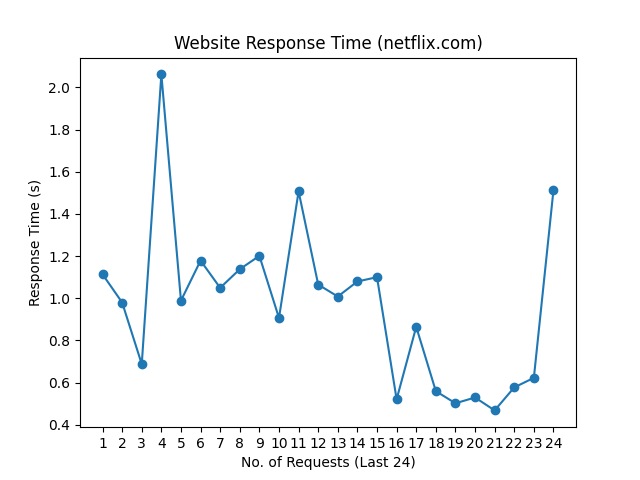 Website Response Time (netflix.com)
Response Time (s)
2.0
1.8
1.6
1.4
1.2
1.0
0.8
0.6
0.4
1 2 3 4 5 6 7 8 9 10 11 12 13 14 15 16 17 18 19 20 21 22 23 24
No. of Requests (Last 24)